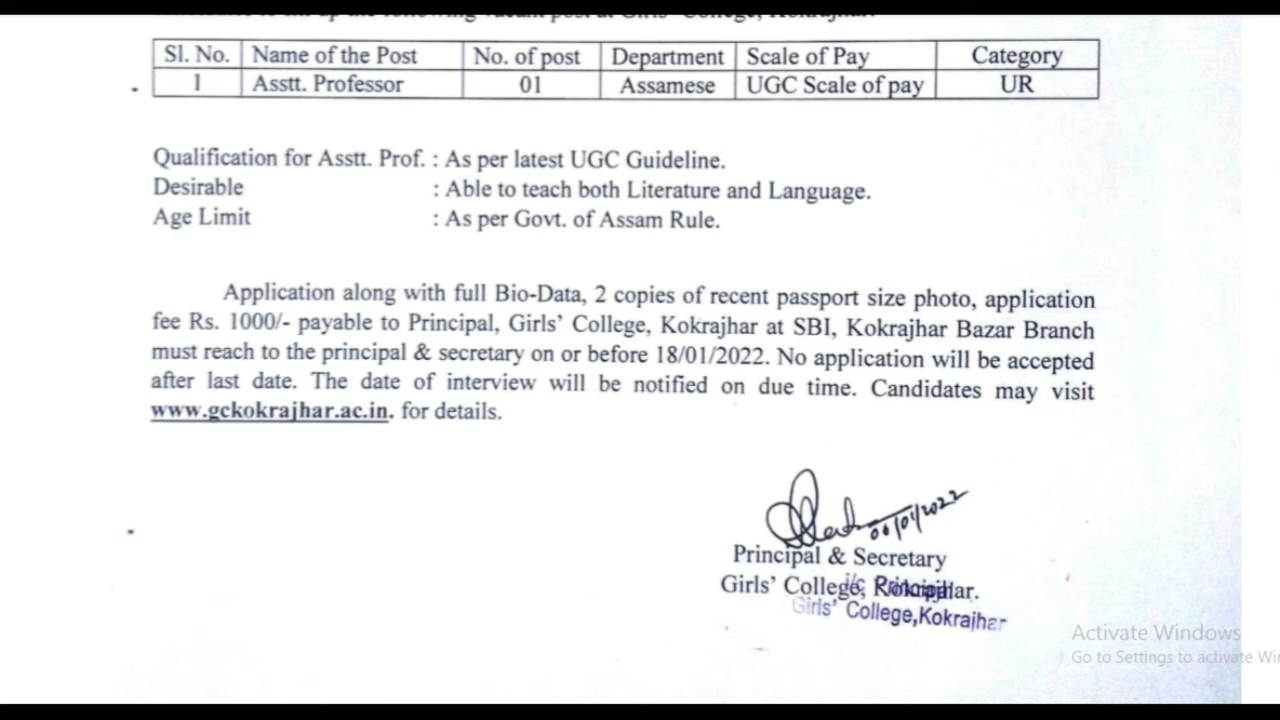 Sl. No. Name of the Post No. of post Department Scale of Pay Category
1 Asstt. Professor 01 Assamese UGC Scale of pay UR
Qualification for Asstt. Prof. : As per latest UGC Guideline.
Desirable : Able to teach both Literature and Language.
Age Limit : As per Govt. of Assam Rule.
Application along with full Bio-Data, 2 copies of recent passport size photo, application
fee Rs. 1000/- payable to Principal, Girls' College, Kokrajhar at SBI, Kokrajhar Bazar Branch
must reach to the principal & secretary on or before 18/01/2022. No application will be accepted
after last date. The date of interview will be notified on due time. Candidates may visit
www.gckokrajhar.ac.in. for details.
06/01/2022
Principal & Secretary
Girls' College, Kokrajhar.
i/c Principal
Girls' College,Kokrajhar
Activate Windows
Go to Settings to activate Wi